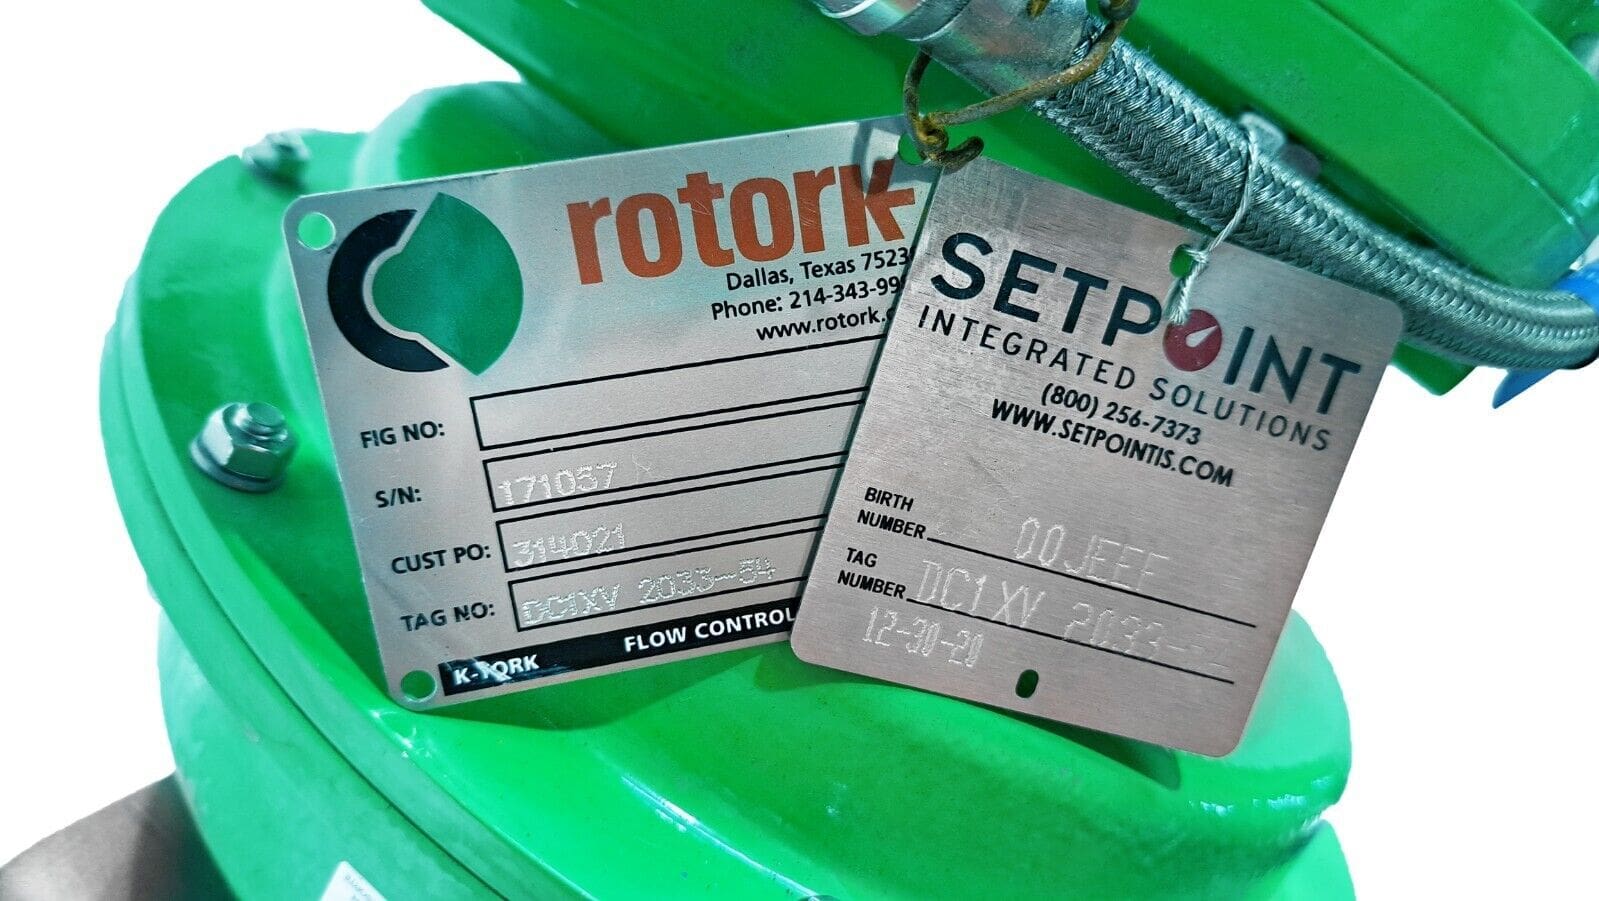 rotork
Dallas, Texas 7523
Phone: 214-343-99
www.rotork.
FIG NO:
S/N: 171057
CUST PO: 314021
TAG NO: DC1XV 2033-54
K-TORK FLOW CONTROL
SETPOINT
INTEGRATED SOLUTIONS
(800) 256-7373
WWW.SETPOINTIS.COM
BIRTH
NUMBER 00JEEF
TAG
NUMBER DC1XV 2033-
12-30-20